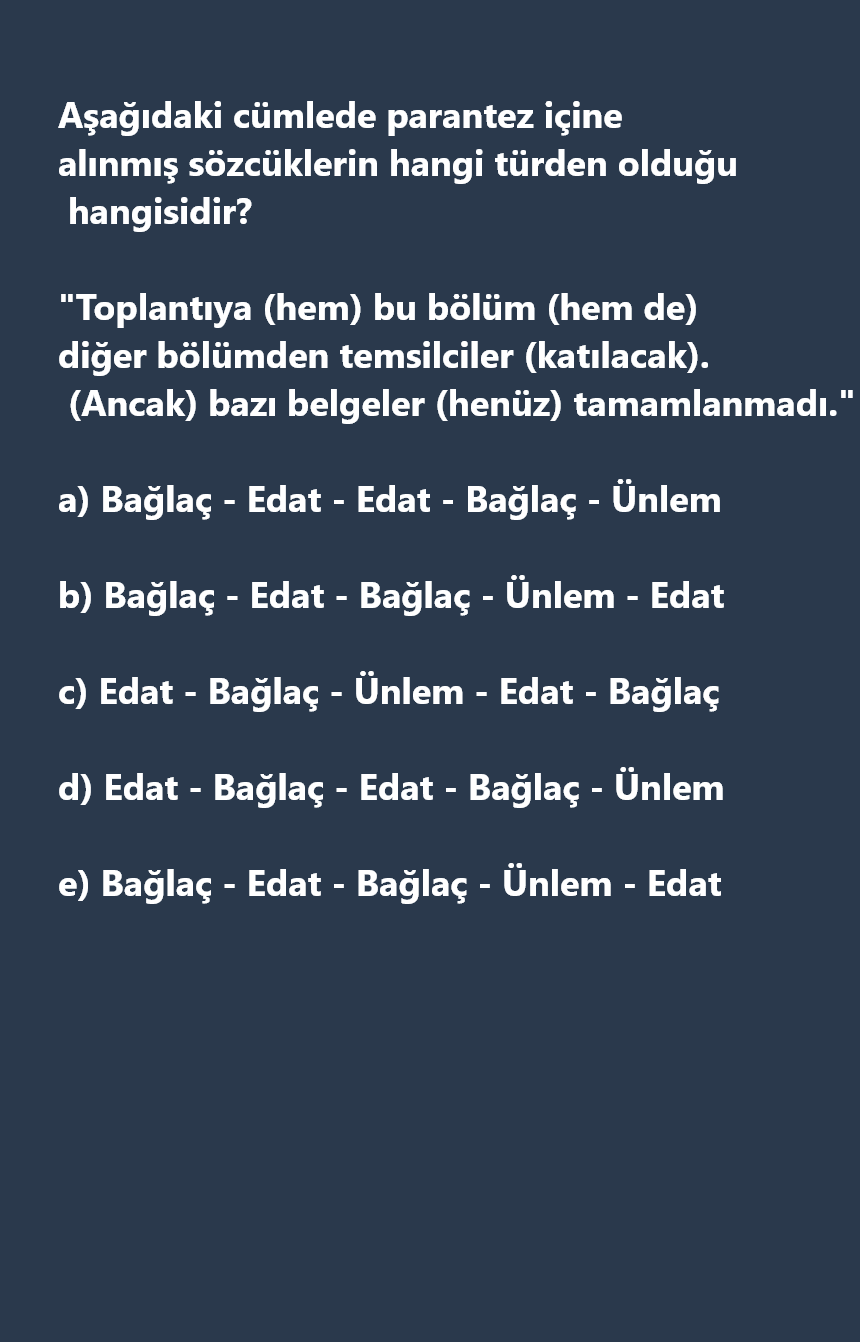 Aşağıdaki cümlede parantez içine
alınmış sözcüklerin hangi türden olduğu
hangisidir?
"Toplantıya (hem) bu bölüm (hem de)
diğer bölümden temsilciler (katılacak).
(Ancak) bazı belgeler (henüz) tamamlanmadı."
a) Bağlaç - Edat - Edat - Bağlaç - Ünlem
b) Bağlaç - Edat - Bağlaç - Ünlem - Edat
c) Edat - Bağlaç - Ünlem - Edat - Bağlaç
d) Edat - Bağlaç - Edat - Bağlaç - Ünlem
e) Bağlaç - Edat - Bağlaç - Ünlem - Edat